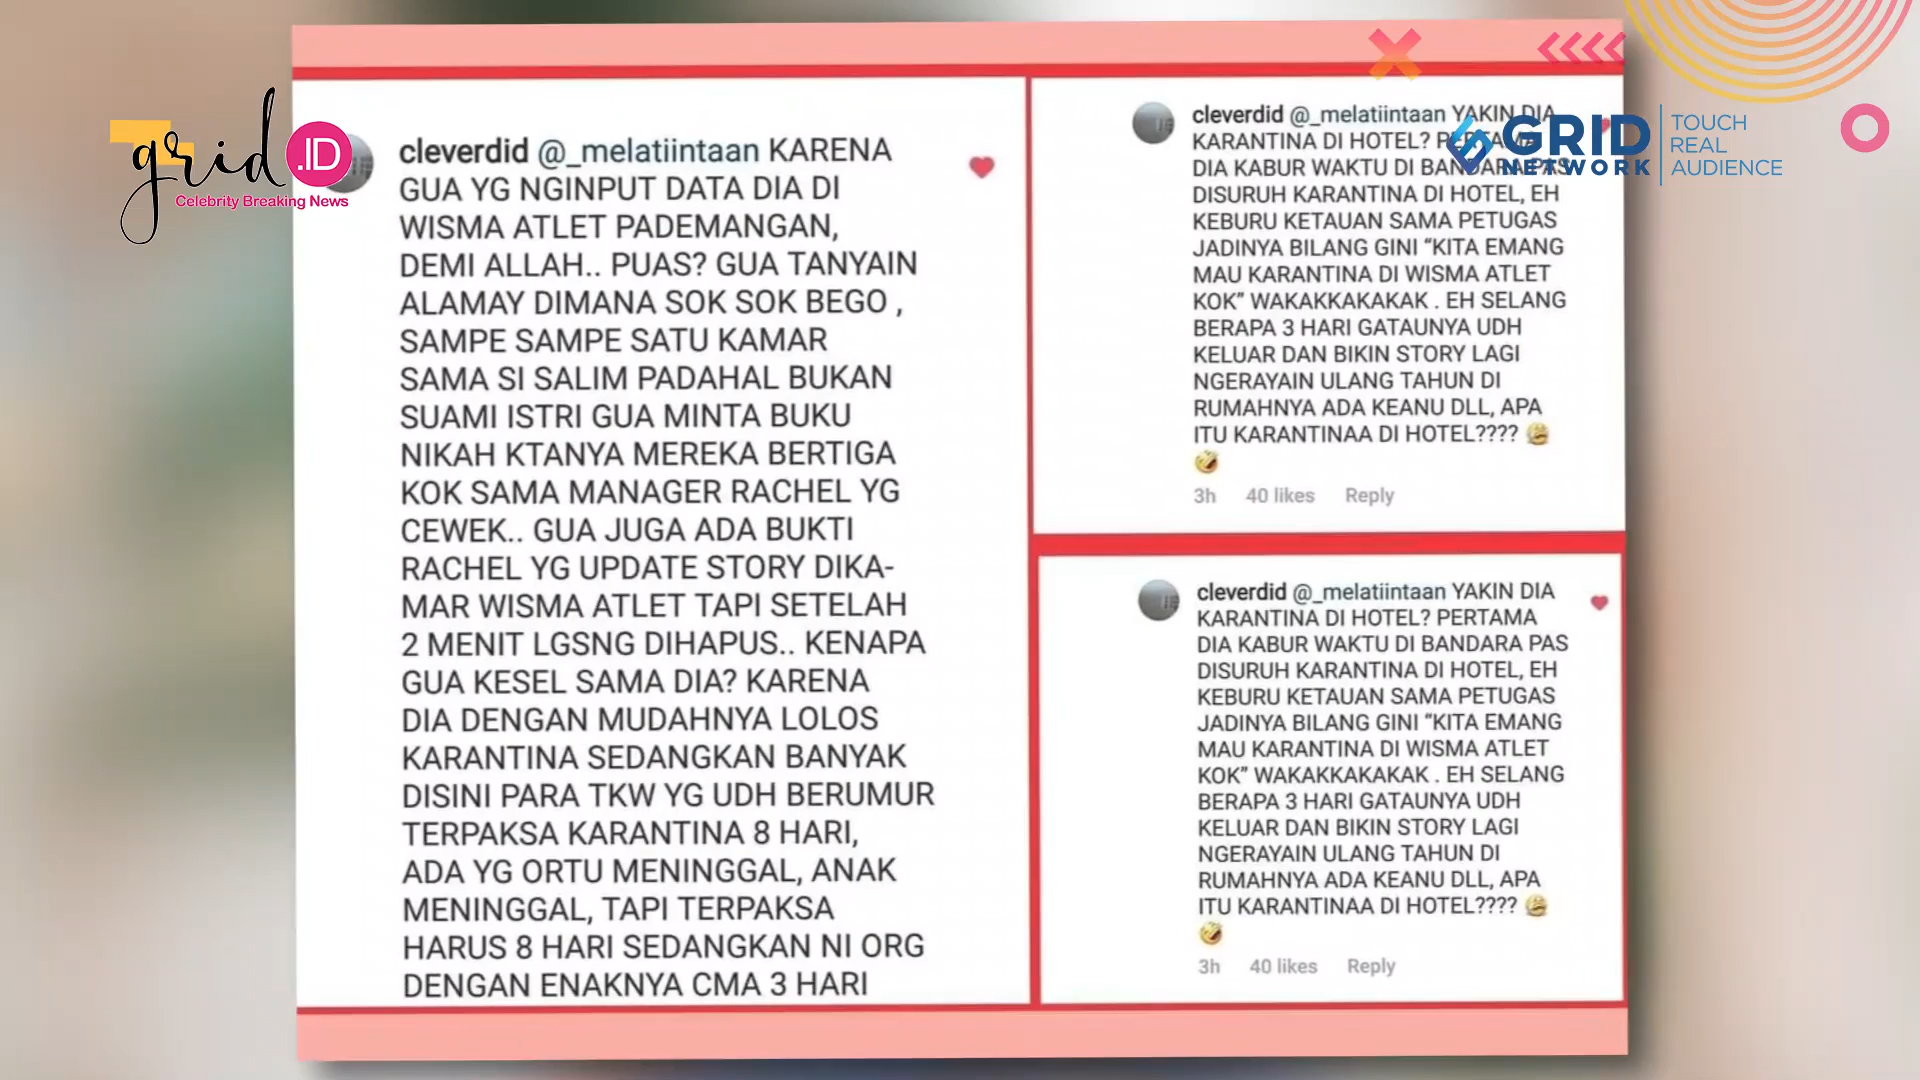 grid.ID
Celebrity Breaking News
cleverdid @_melatiintaan KARENA
GUA YG NGINPUT DATA DIA DI
WISMA ATLET PADEMANGAN,
DEMI ALLAH.. PUAS? GUA TANYAIN
ALAMAY DIMANA SOK SOK BEGO ,
SAMPE SAMPE SATU KAMAR
SAMA SI SALIM PADAHAL BUKAN
SUAMI ISTRI GUA MINTA BUKU
NIKAH KTANYA MEREKA BERTIGA
KOK SAMA MANAGER RACHEL YG
CEWEK.. GUA JUGA ADA BUKTI
RACHEL YG UPDATE STORY DIKA-
MAR WISMA ATLET TAPI SETELAH
2 MENIT LGSNG DIHAPUS.. KENAPA
GUA KESEL SAMA DIA? KARENA
DIA DENGAN MUDAHNYA LOLOS
KARANTINA SEDANGKAN BANYAK
DISINI PARA TKW YG UDH BERUMUR
TERPAKSA KARANTINA 8 HARI,
ADA YG ORTU MENINGGAL, ANAK
MENINGGAL, TAPI TERPAKSA
HARUS 8 HARI SEDANGKAN NI ORG
DENGAN ENAKNYA CMA 3 HARI
cleverdid @_melatiintaan YAKIN DIA
KARANTINA DI HOTEL? PERTAMA
DIA KABUR WAKTU DI BANDARA PAS
DISURUH KARANTINA DI HOTEL, EH
KEBURU KETAUAN SAMA PETUGAS
JADINYA BILANG GINI “KITA EMANG
MAU KARANTINA DI WISMA ATLET
KOK” WAKAKKAKAKAK . EH SELANG
BERAPA 3 HARI GATAUNYA UDH
KELUAR DAN BIKIN STORY LAGI
NGERAYAIN ULANG TAHUN DI
RUMAHNYA ADA KEANU DLL, APA
ITU KARANTINAA DI HOTEL????
3h 40 likes Reply
GRID
NETWORK
TOUCH
REAL
AUDIENCE
cleverdid @_melatiintaan YAKIN DIA
KARANTINA DI HOTEL? PERTAMA
DIA KABUR WAKTU DI BANDARA PAS
DISURUH KARANTINA DI HOTEL, EH
KEBURU KETAUAN SAMA PETUGAS
JADINYA BILANG GINI “KITA EMANG
MAU KARANTINA DI WISMA ATLET
KOK” WAKAKKAKAKAK . EH SELANG
BERAPA 3 HARI GATAUNYA UDH
KELUAR DAN BIKIN STORY LAGI
NGERAYAIN ULANG TAHUN DI
RUMAHNYA ADA KEANU DLL, APA
ITU KARANTINAA DI HOTEL????
3h 40 likes Reply